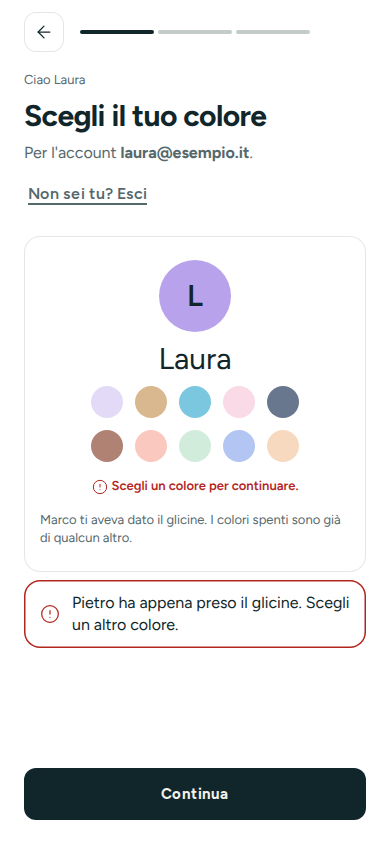 Ciao Laura
Scegli il tuo colore
Per l'account laura@esempio.it.
Non sei tu? Esci
L
Laura
Scegli un colore per continuare.
Marco ti aveva dato il glicine. I colori spenti sono già
di qualcun altro.
Pietro ha appena preso il glicine. Scegli
un altro colore.
Continua